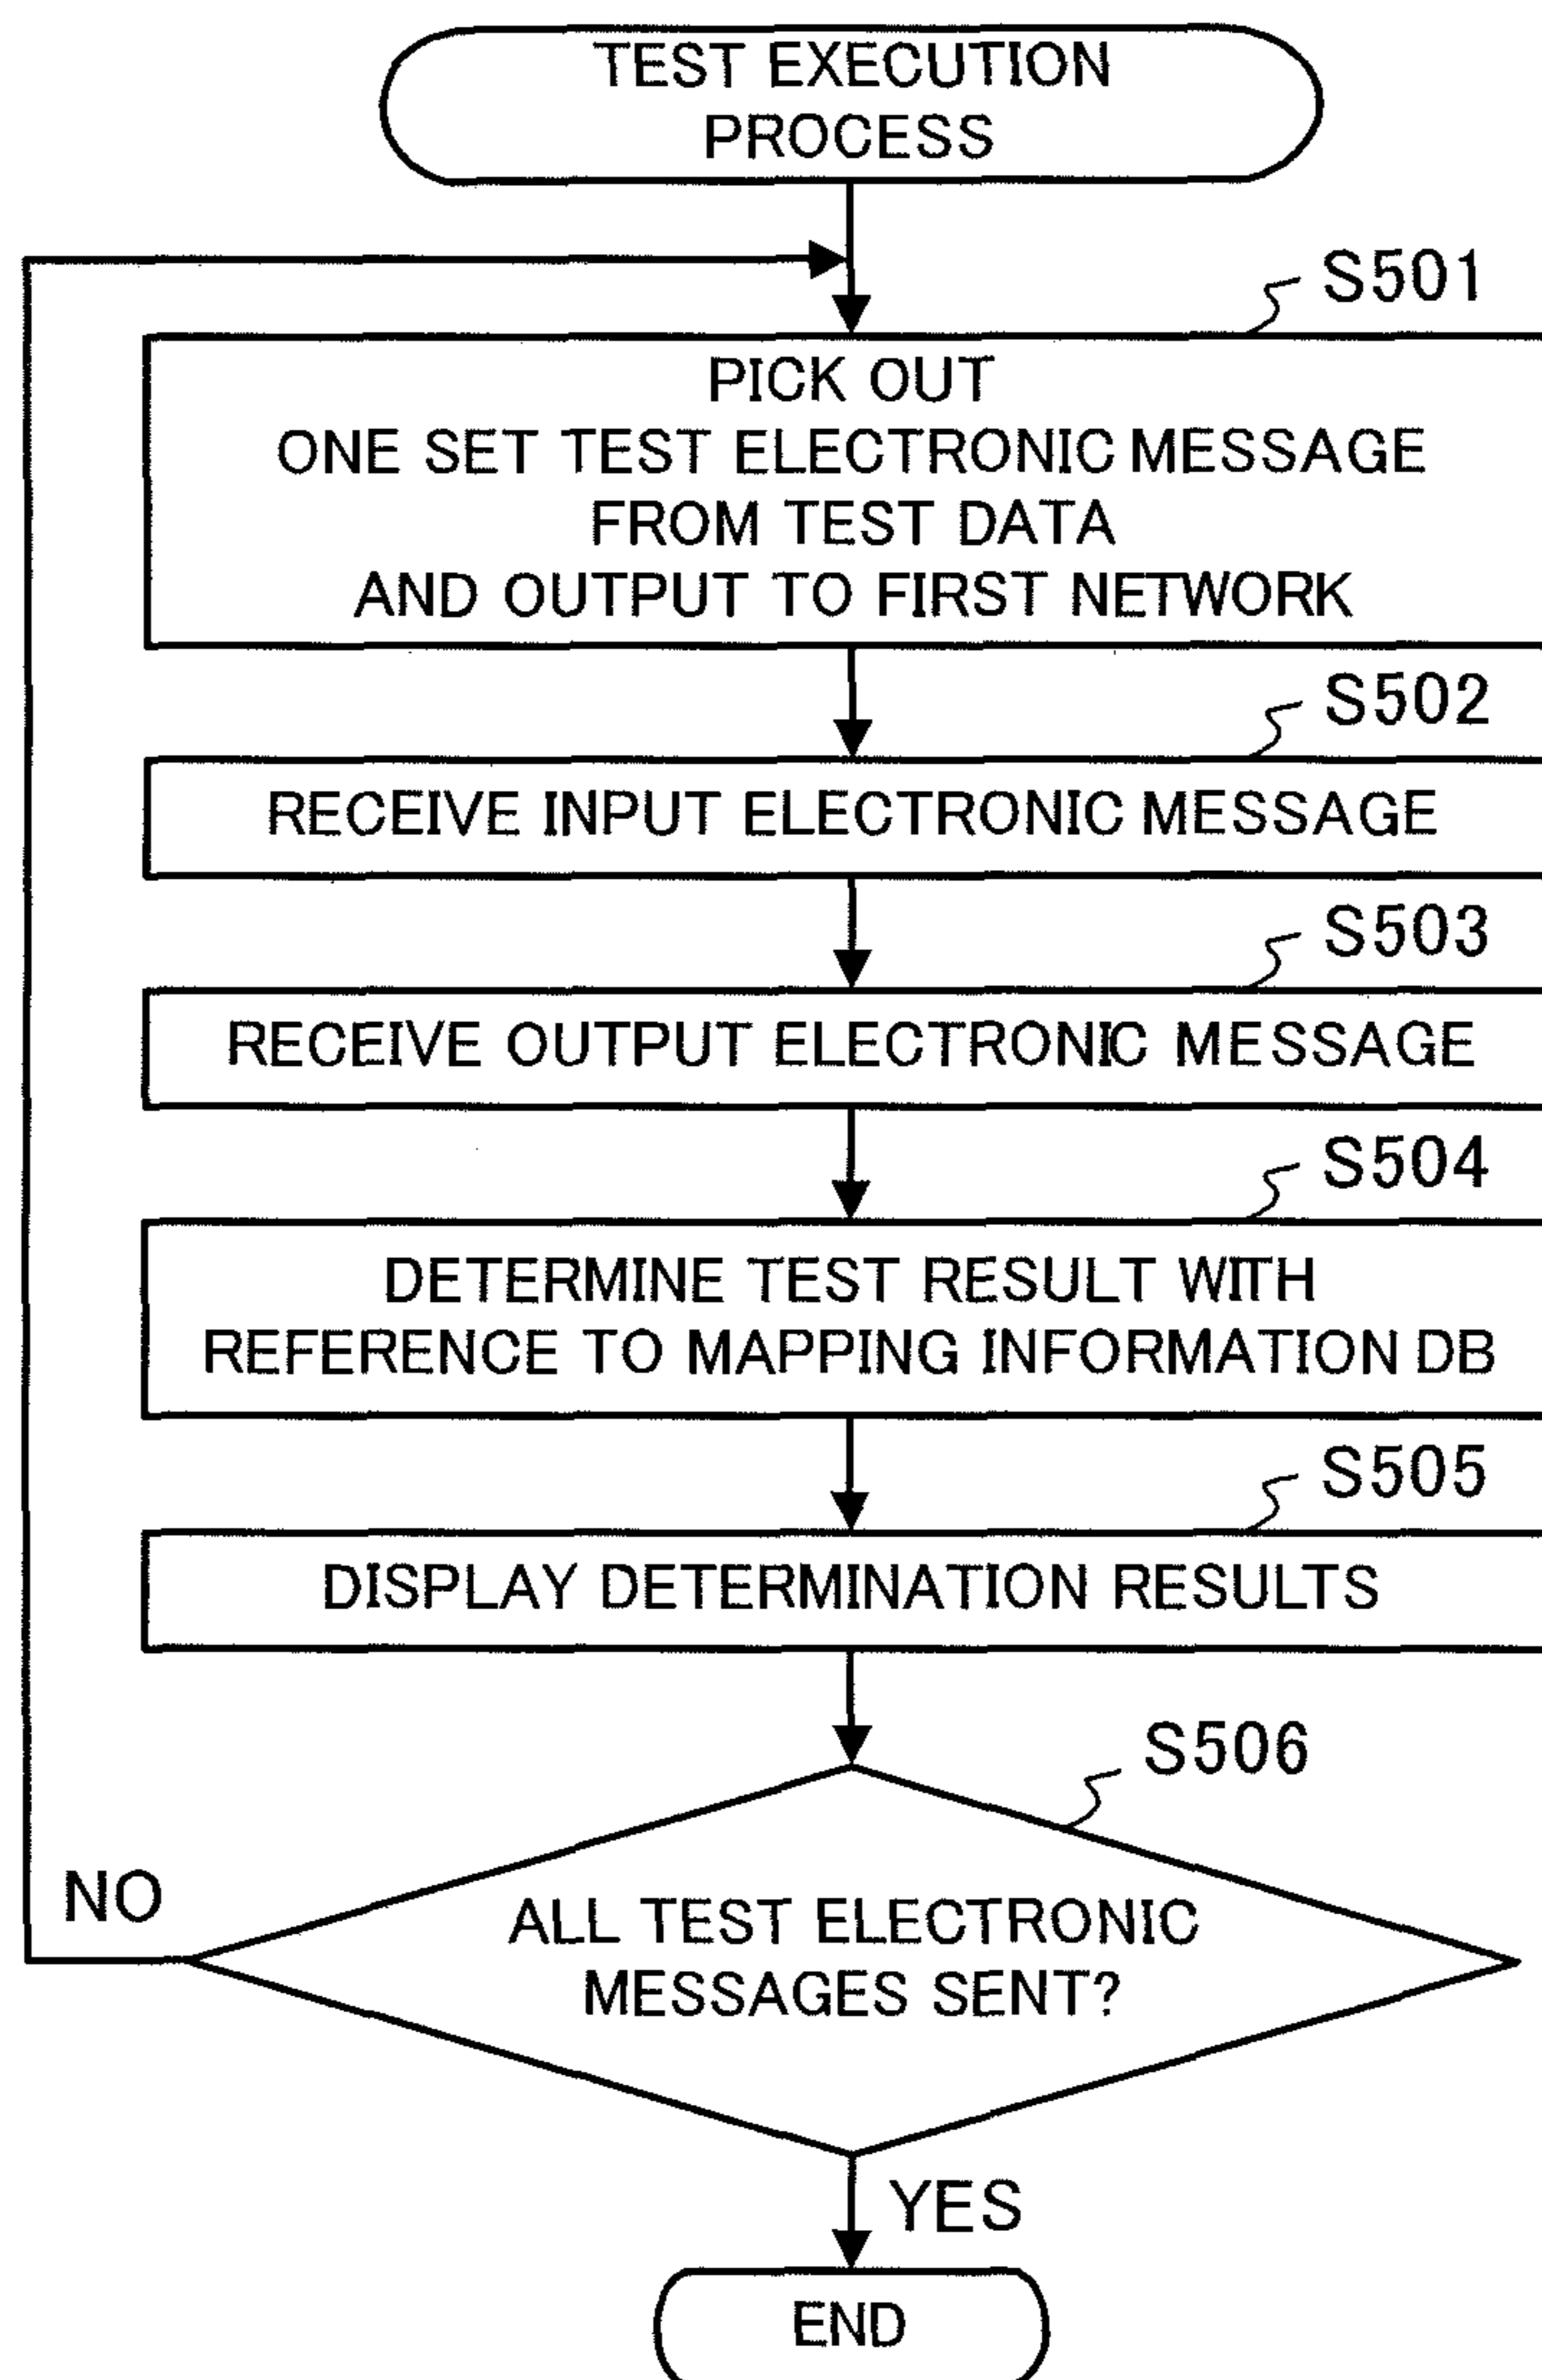 TEST EXECUTION
PROCESS
S501
PICK OUT
ONE SET TEST ELECTRONIC MESSAGE
FROM TEST DATA
AND OUTPUT TO FIRST NETWORK
S502
RECEIVE INPUT ELECTRONIC MESSAGE
S503
RECEIVE OUTPUT ELECTRONIC MESSAGE
S504
DETERMINE TEST RESULT WITH
REFERENCE TO MAPPING INFORMATION DB
S505
DISPLAY DETERMINATION RESULTS
S506
NO
ALL TEST ELECTRONIC
MESSAGES SENT?
YES
END